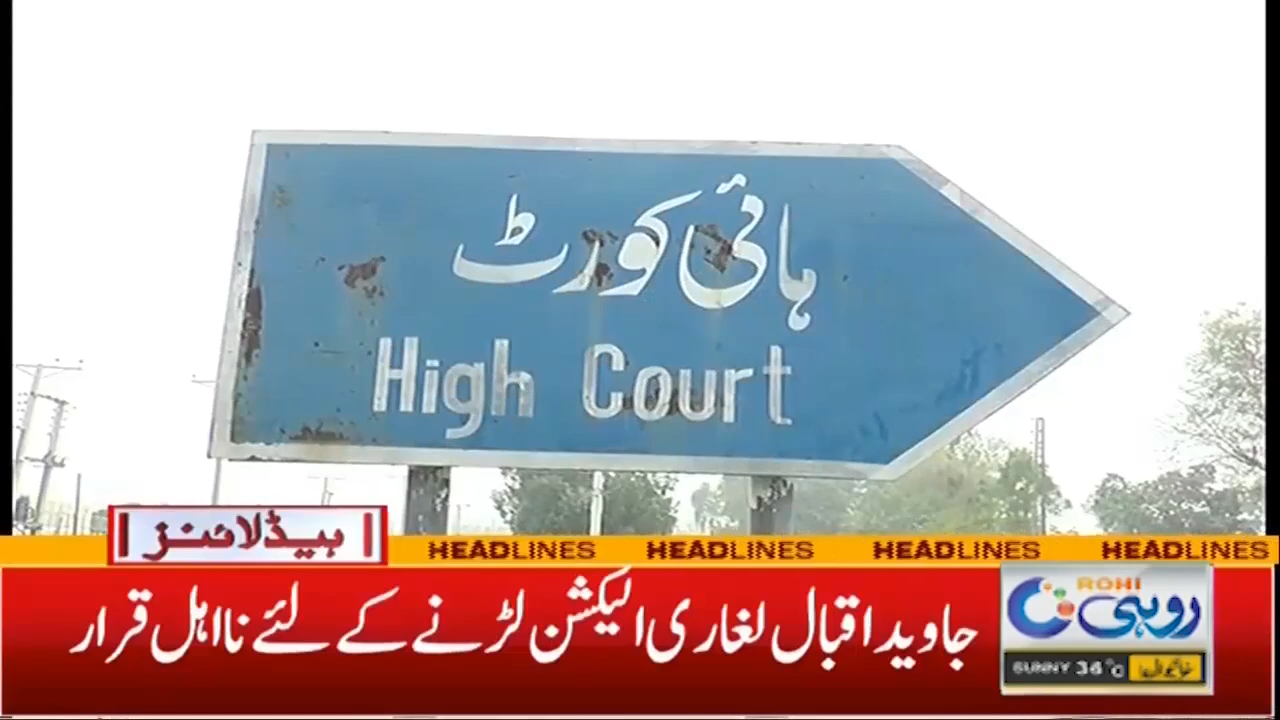 ہائی کورٹ
High Court
ہیڈلائنز
HEADLINES HEADLINES HEADLINES HEADLINES
جاوید اقبال لغاری الیکشن لڑنے کے لئے نااہل قرار
ROHI
روہی
SUNNY 36°C